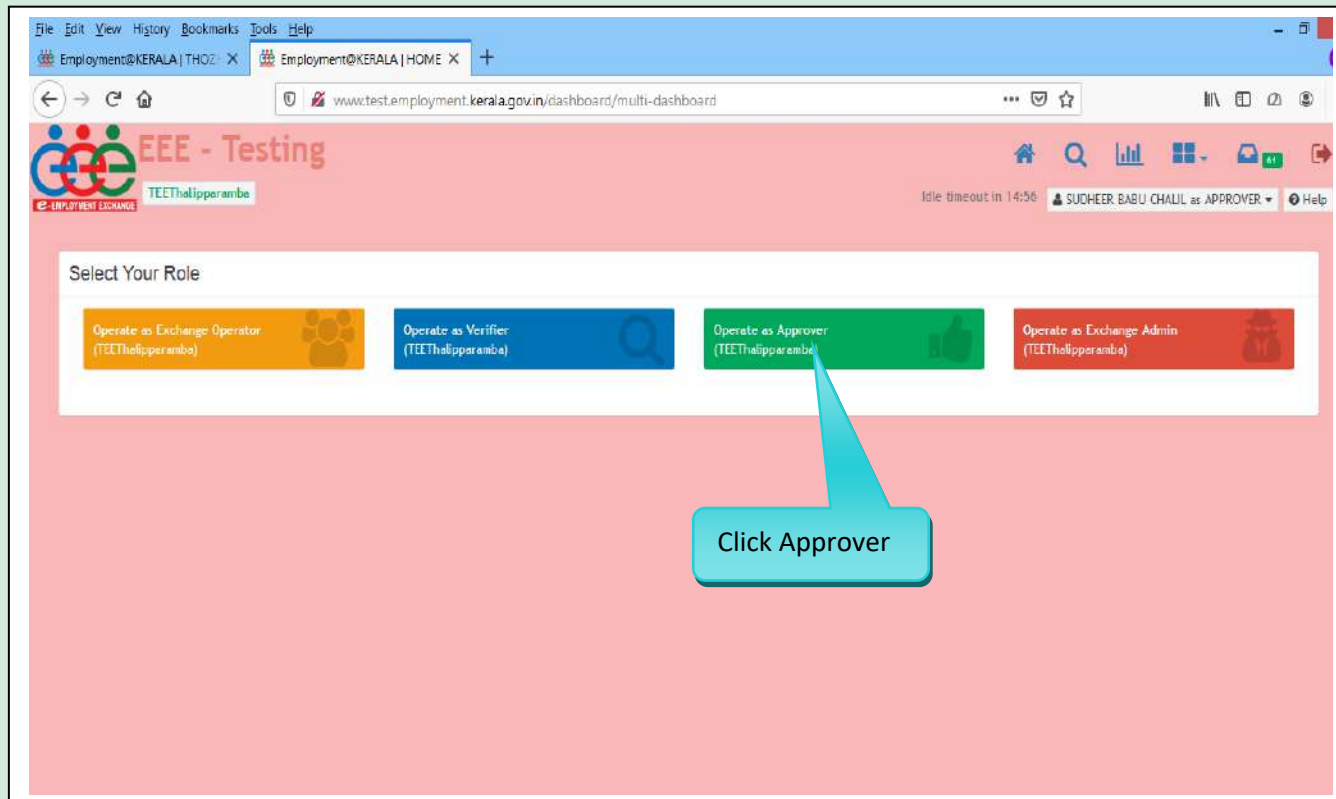 File Edit View History Bookmarks Tools Help
Employment@KERALA | THOZ
Employment@KERALA | HOME
www.test.employment.kerala.gov.in/dashboard/multi-dashboard
EEE - Testing
61
e-EMPLOYMENT EXCHANGE
TEEThalipparamba
Idle timeout in 14:56
SUDHEER BABU CHALIL as APPROVER
Help
Select Your Role
Operate as Exchange Operator
(TEEThalipparamba)
Operate as Verifier
(TEEThalipparamba)
Operate as Approver
(TEEThalipparamba)
Operate as Exchange Admin
(TEEThalipparamba)
Click Approver